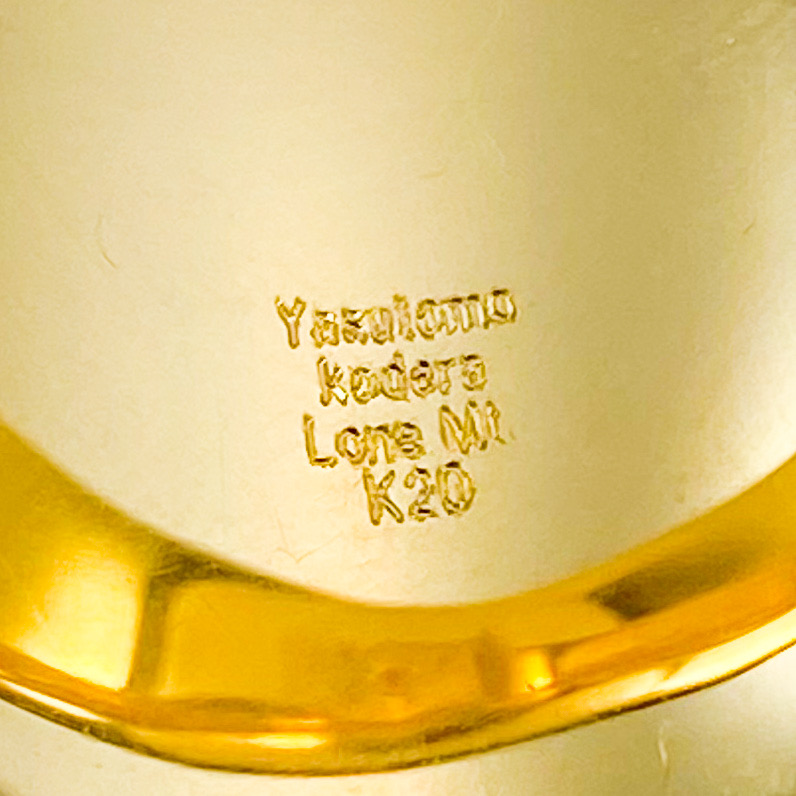 Yasutomo
Kodera
Lone Mt.
K20